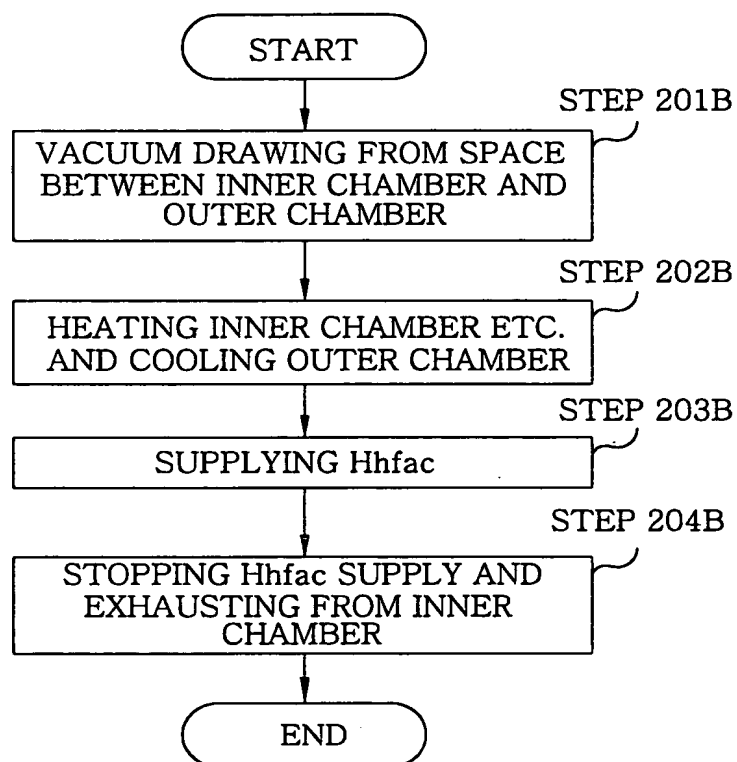 START
STEP 201B
VACUUM DRAWING FROM SPACE
BETWEEN INNER CHAMBER AND
OUTER CHAMBER
STEP 202B
HEATING INNER CHAMBER ETC.
AND COOLING OUTER CHAMBER
STEP 203B
SUPPLYING Hhfac
STEP 204B
STOPPING Hhfac SUPPLY AND
EXHAUSTING FROM INNER
CHAMBER
END